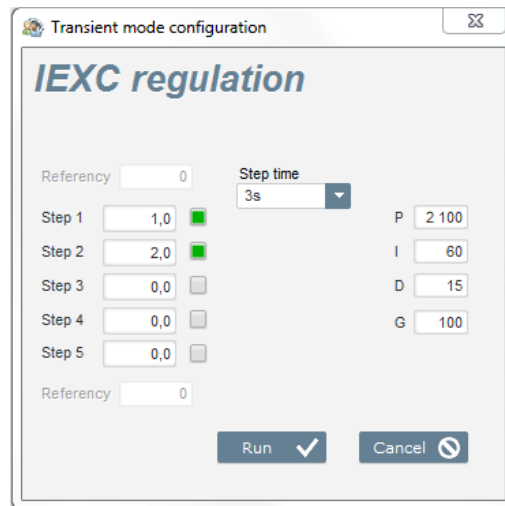 Transient mode configuration
IEXC regulation
Referency 0
Step time
3s
Step 1 1,0
P 2 100
Step 2 2,0
I 60
Step 3 0,0
D 15
Step 4 0,0
G 100
Step 5 0,0
Referency 0
Run
Cancel